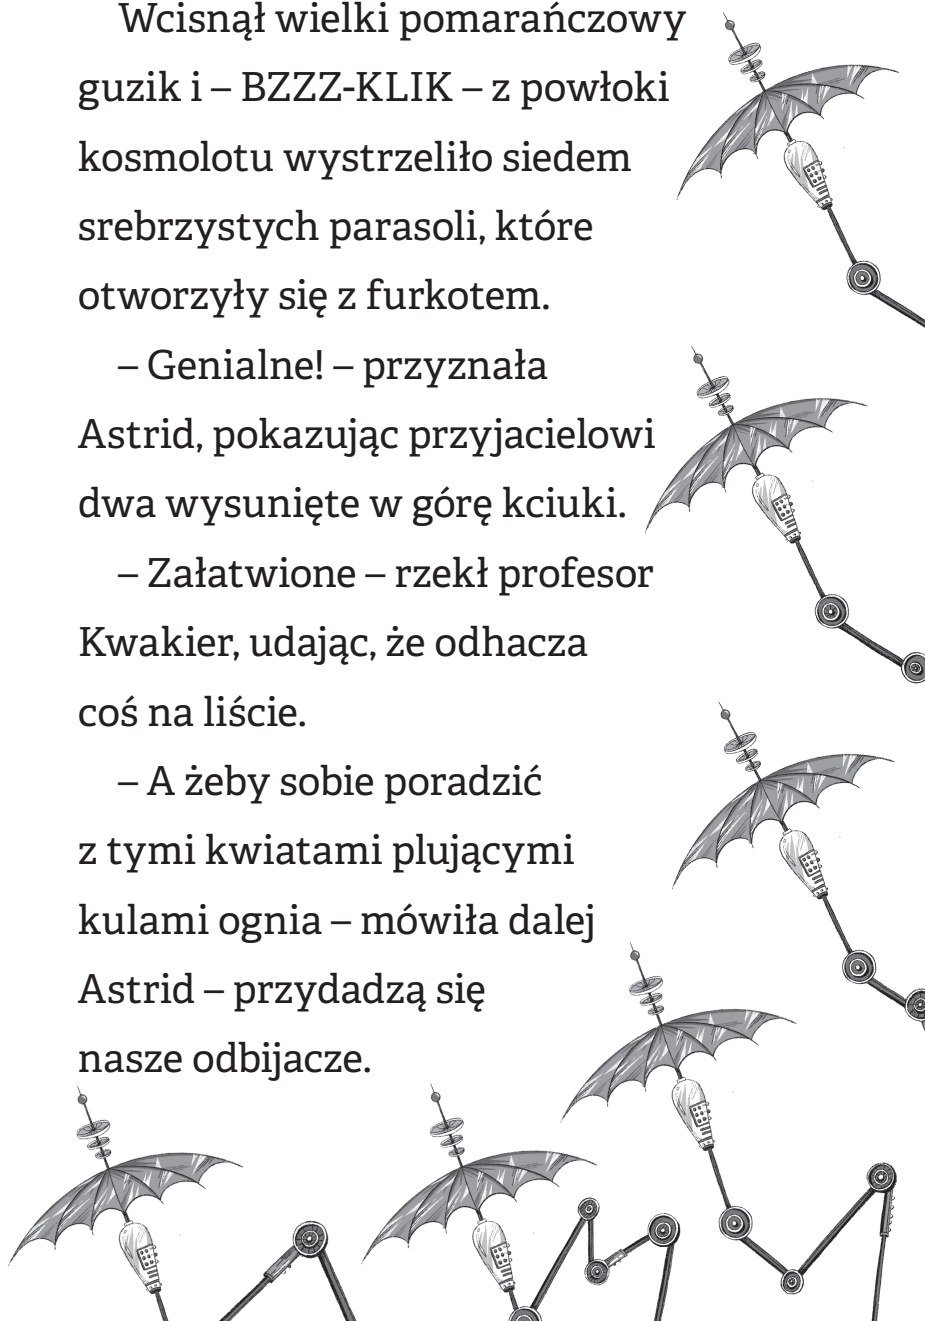 Wcisnął wielki pomarańczowy
guzik i – BZZZ-KLIK – z powłoki
kosmolotu wystrzeliło siedem
srebrzystych parasoli, które
otworzyły się z furkotem.
– Genialne! – przyznała
Astrid, pokazując przyjacielowi
dwa wysunięte w górę kciuki.
– Załatwione – rzekł profesor
Kwakier, udając, że odhacza
coś na liście.
– A żeby sobie poradzić
z tymi kwiatami plującymi
kulami ognia – mówiła dalej
Astrid – przydadzą się
nasze odbijacze.